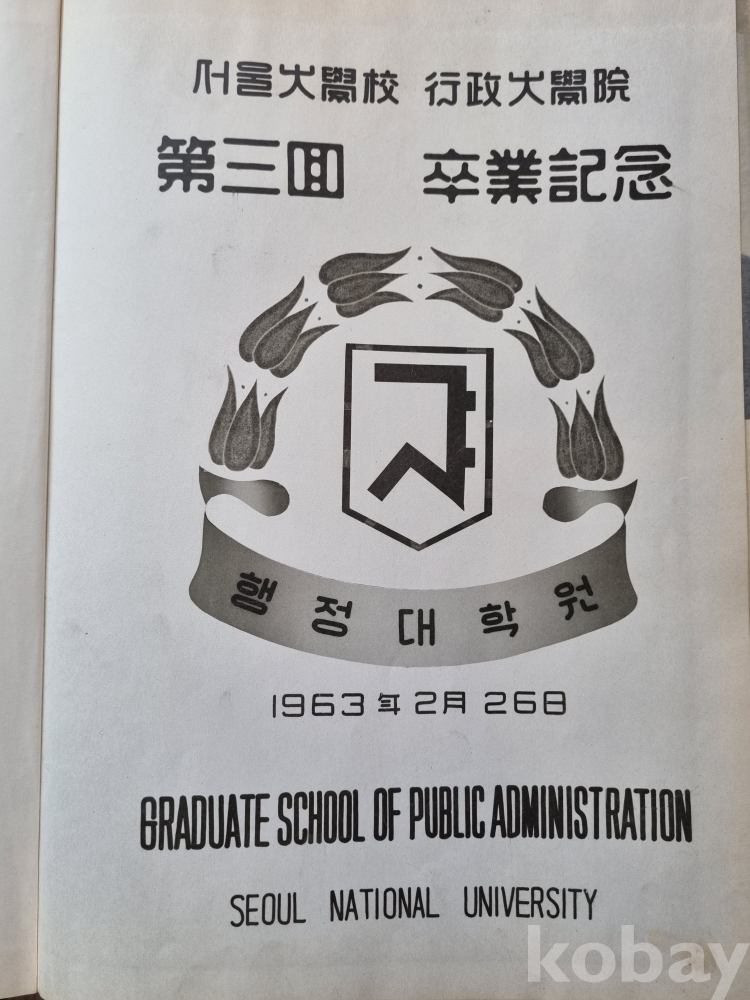 서울大學校 行政大學院
第三回 卒業記念
행정대학원
1963年 2月 26日
GRADUATE SCHOOL OF PUBLIC ADMINISTRATION
SEOUL NATIONAL UNIVERSITY
kobay